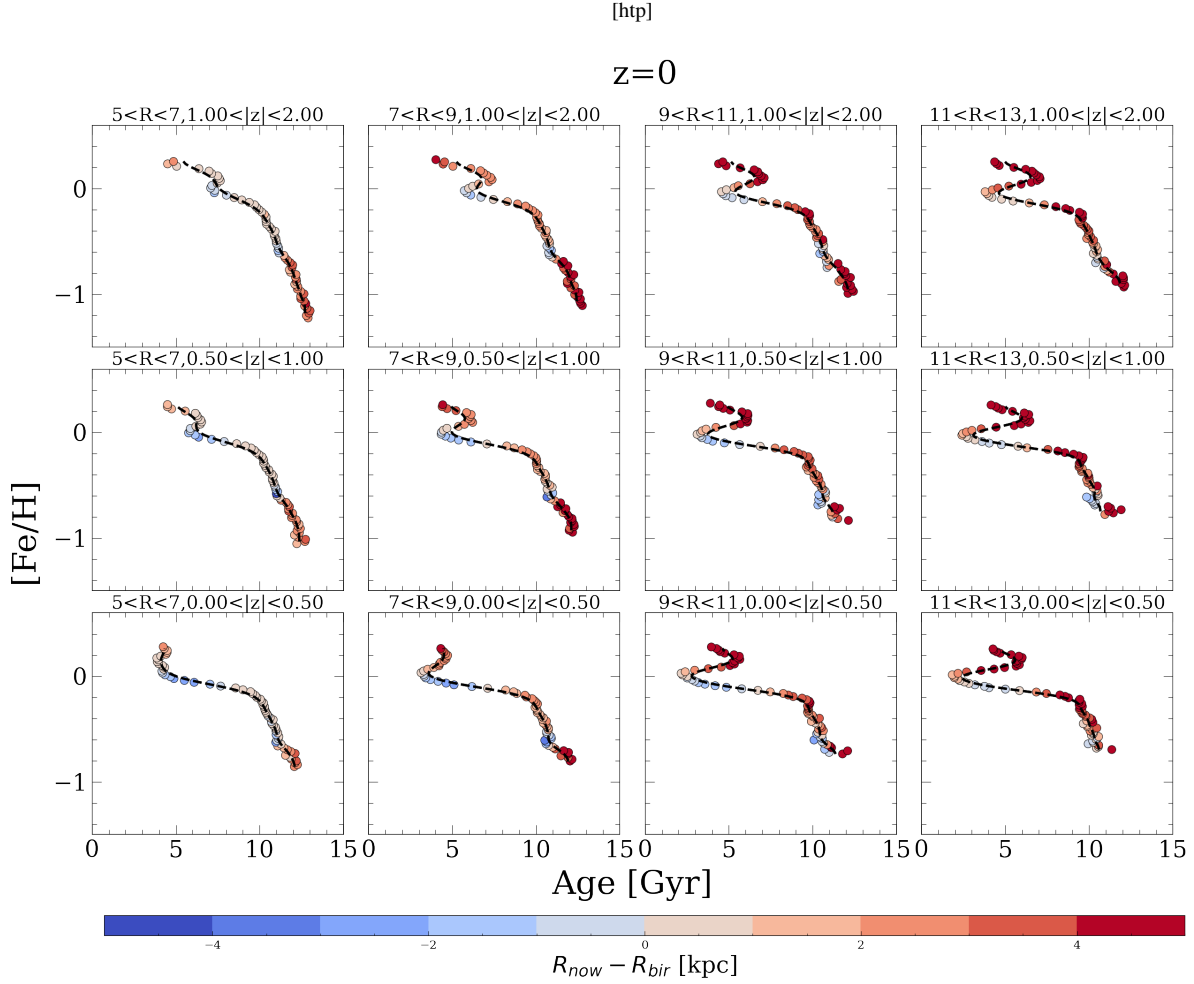 [htp]
z=0
5<R<7,1.00<|z|<2.00 7<R<9,1.00<|z|<2.00 9<R<11,1.00<|z|<2.00 11<R<13,1.00<|z|<2.00
0
−1
5<R<7,0.50<|z|<1.00 7<R<9,0.50<|z|<1.00 9<R<11,0.50<|z|<1.00 11<R<13,0.50<|z|<1.00
0
−1
[Fe/H]
5<R<7,0.00<|z|<0.50 7<R<9,0.00<|z|<0.50 9<R<11,0.00<|z|<0.50 11<R<13,0.00<|z|<0.50
0
−1
0 5 10 15 0 5 10 15 0 5 10 15 0 5 10 15
Age [Gyr]
−4 −2 0 2 4
R_now − R_bir [kpc]